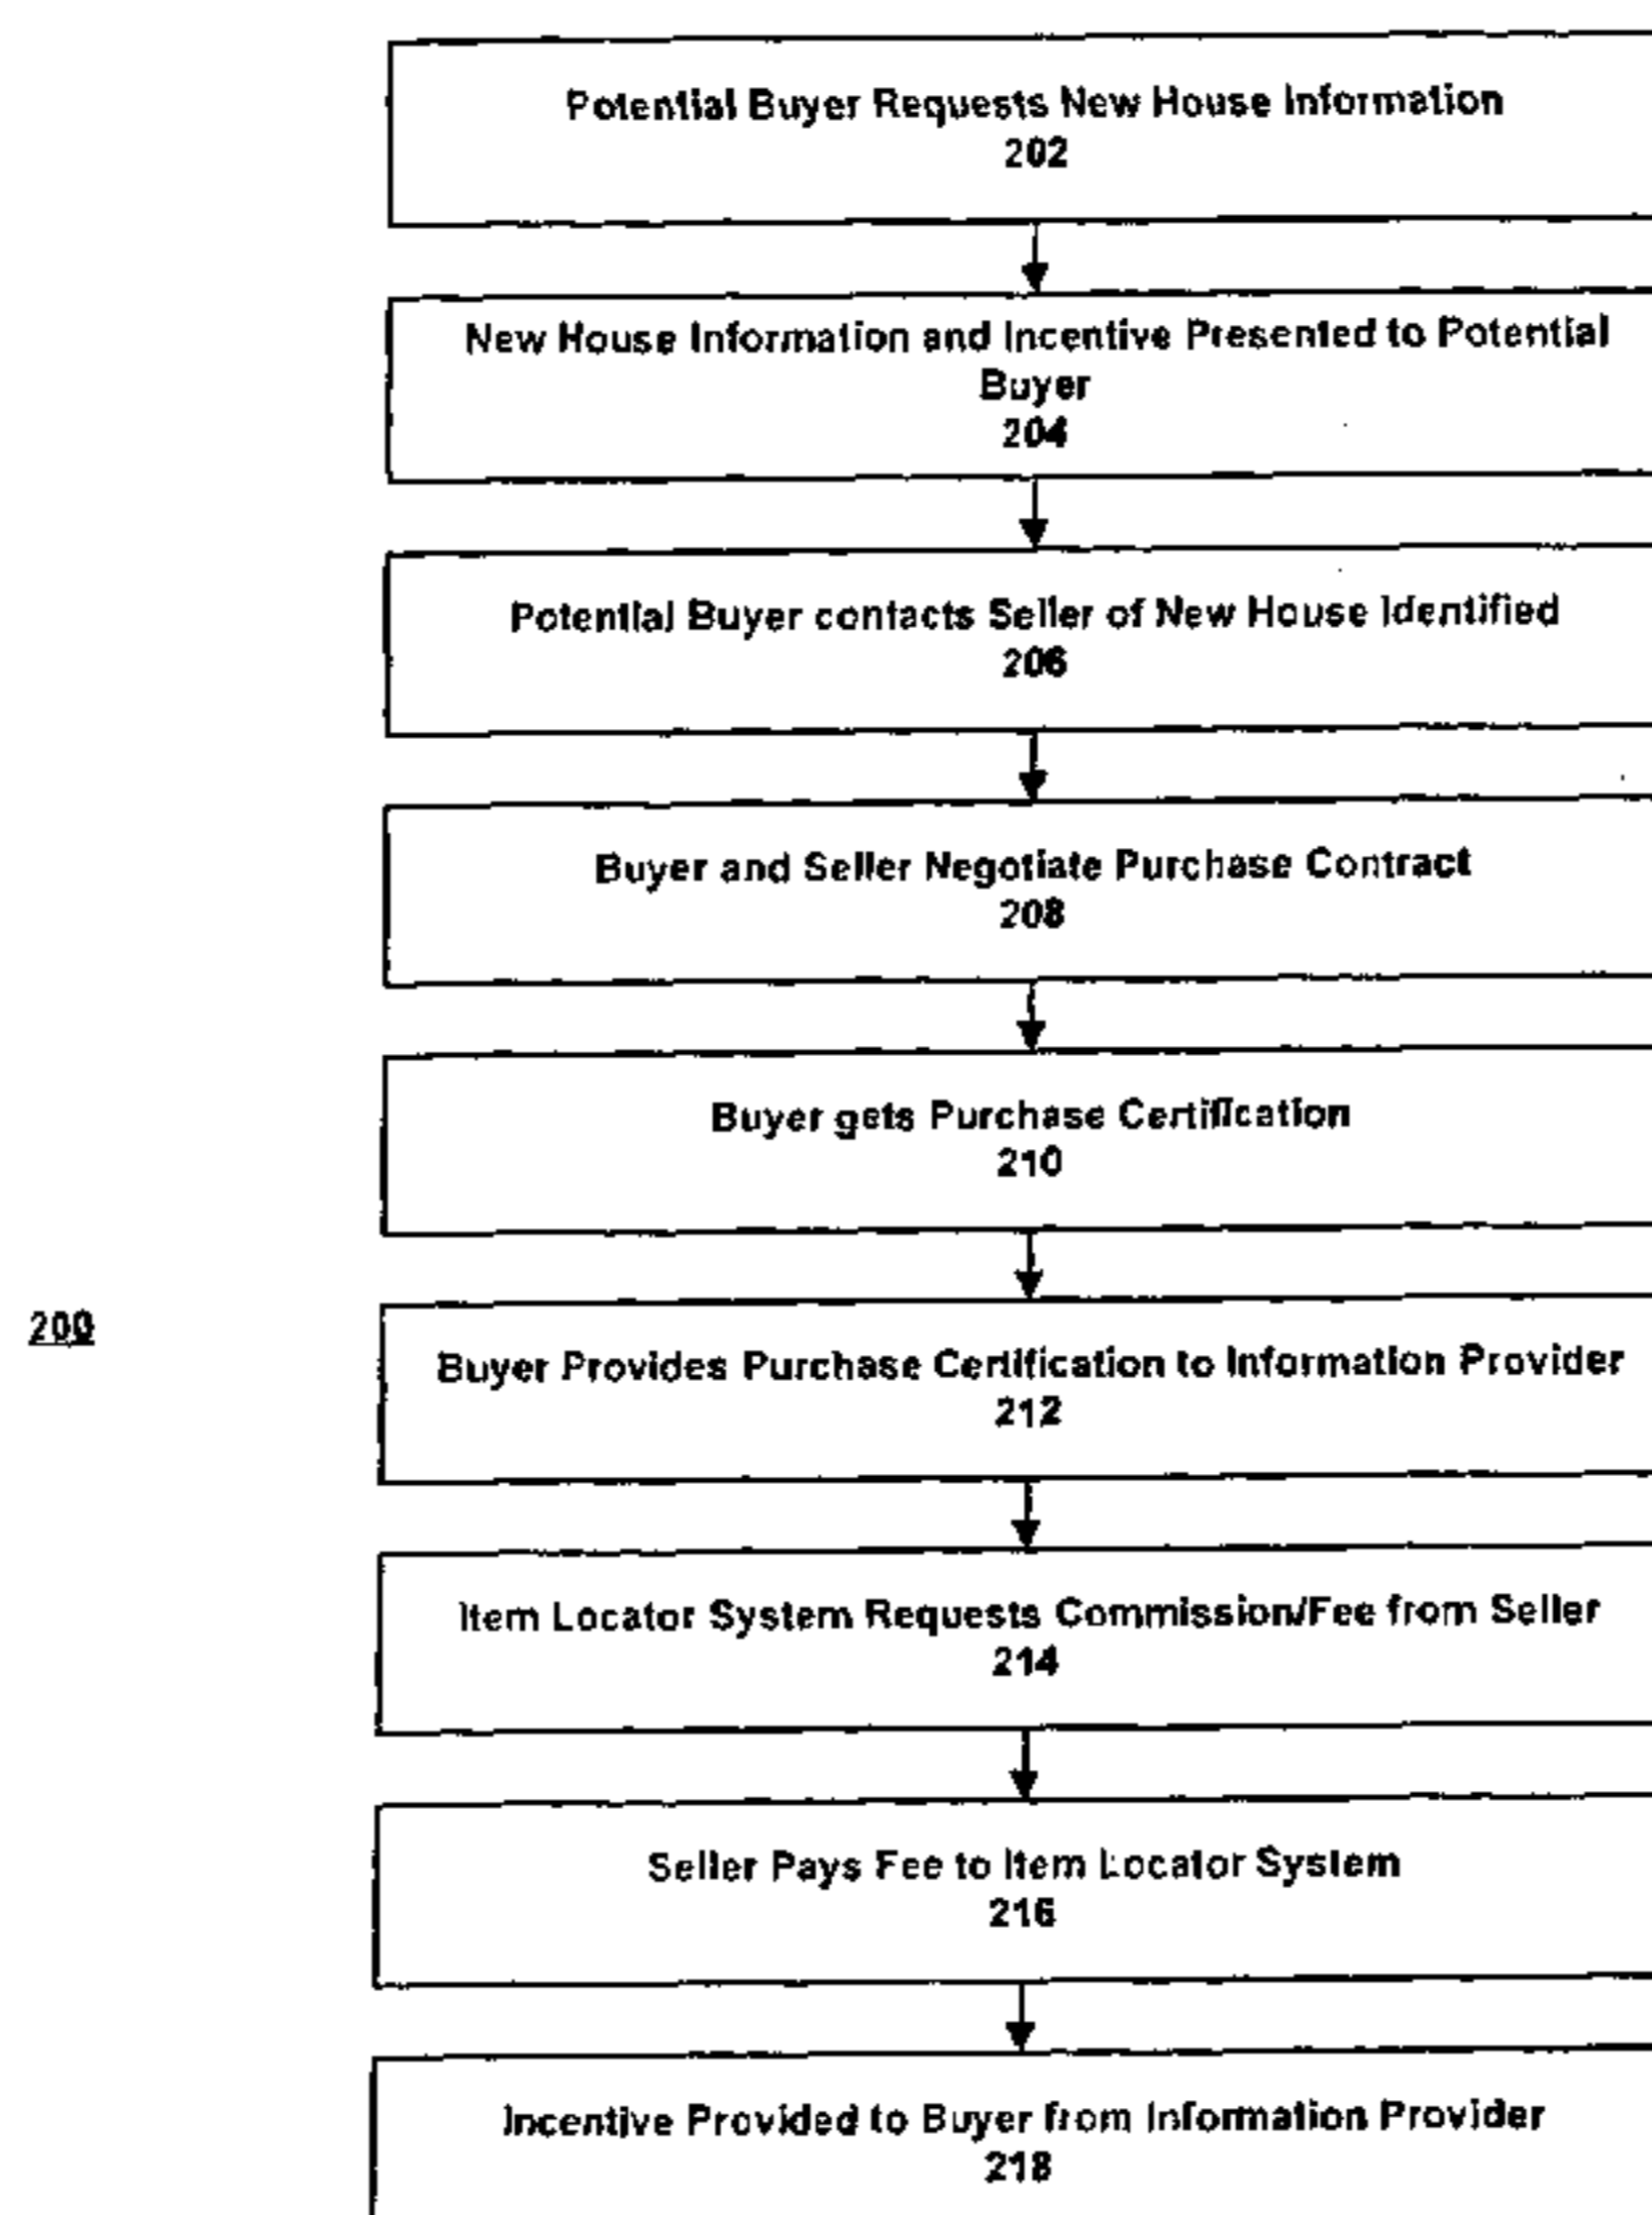 Potential Buyer Requests New House Information
202
New House Information and Incentive Presented to Potential
Buyer
204
Potential Buyer contacts Seller of New House Identified
206
Buyer and Seller Negotiate Purchase Contract
208
Buyer gets Purchase Certification
210
200
Buyer Provides Purchase Certification to Information Provider
212
Item Locator System Requests Commission/Fee from Seller
214
Seller Pays Fee to Item Locator System
216
Incentive Provided to Buyer from Information Provider
218